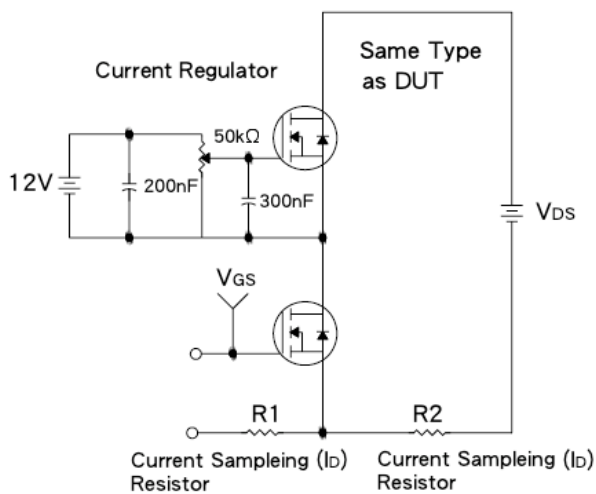 Same Type
as DUT
Current Regulator
50kΩ
12V
200nF
300nF
VDS
VGS
R1
R2
Current Sampleing (ID)
Resistor
Current Sampleing (ID)
Resistor